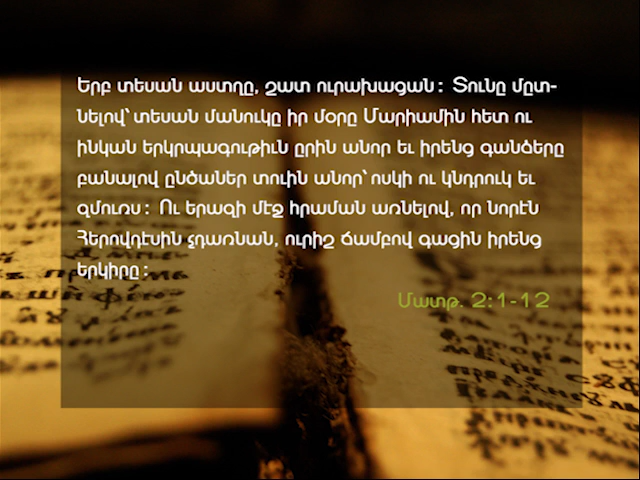 Երբ տեսան աստղը, շատ ուրախացան: Տունը մըտ-
նելով՝ տեսան մանուկը իր մօրը Մարիամին հետ ու
ինկան երկրպագութիւն ըրին անոր եւ իրենց գանձերը
բանալով ընծաներ տուին անոր՝ ոսկի ու կնդրուկ եւ
զմուռս: Ու երազի մէջ հրաման առնելով, որ նորէն
Հերովդէսին չդառնան, ուրիշ ճամբով գացին իրենց
երկիրը:
Մատթ. 2:1-12